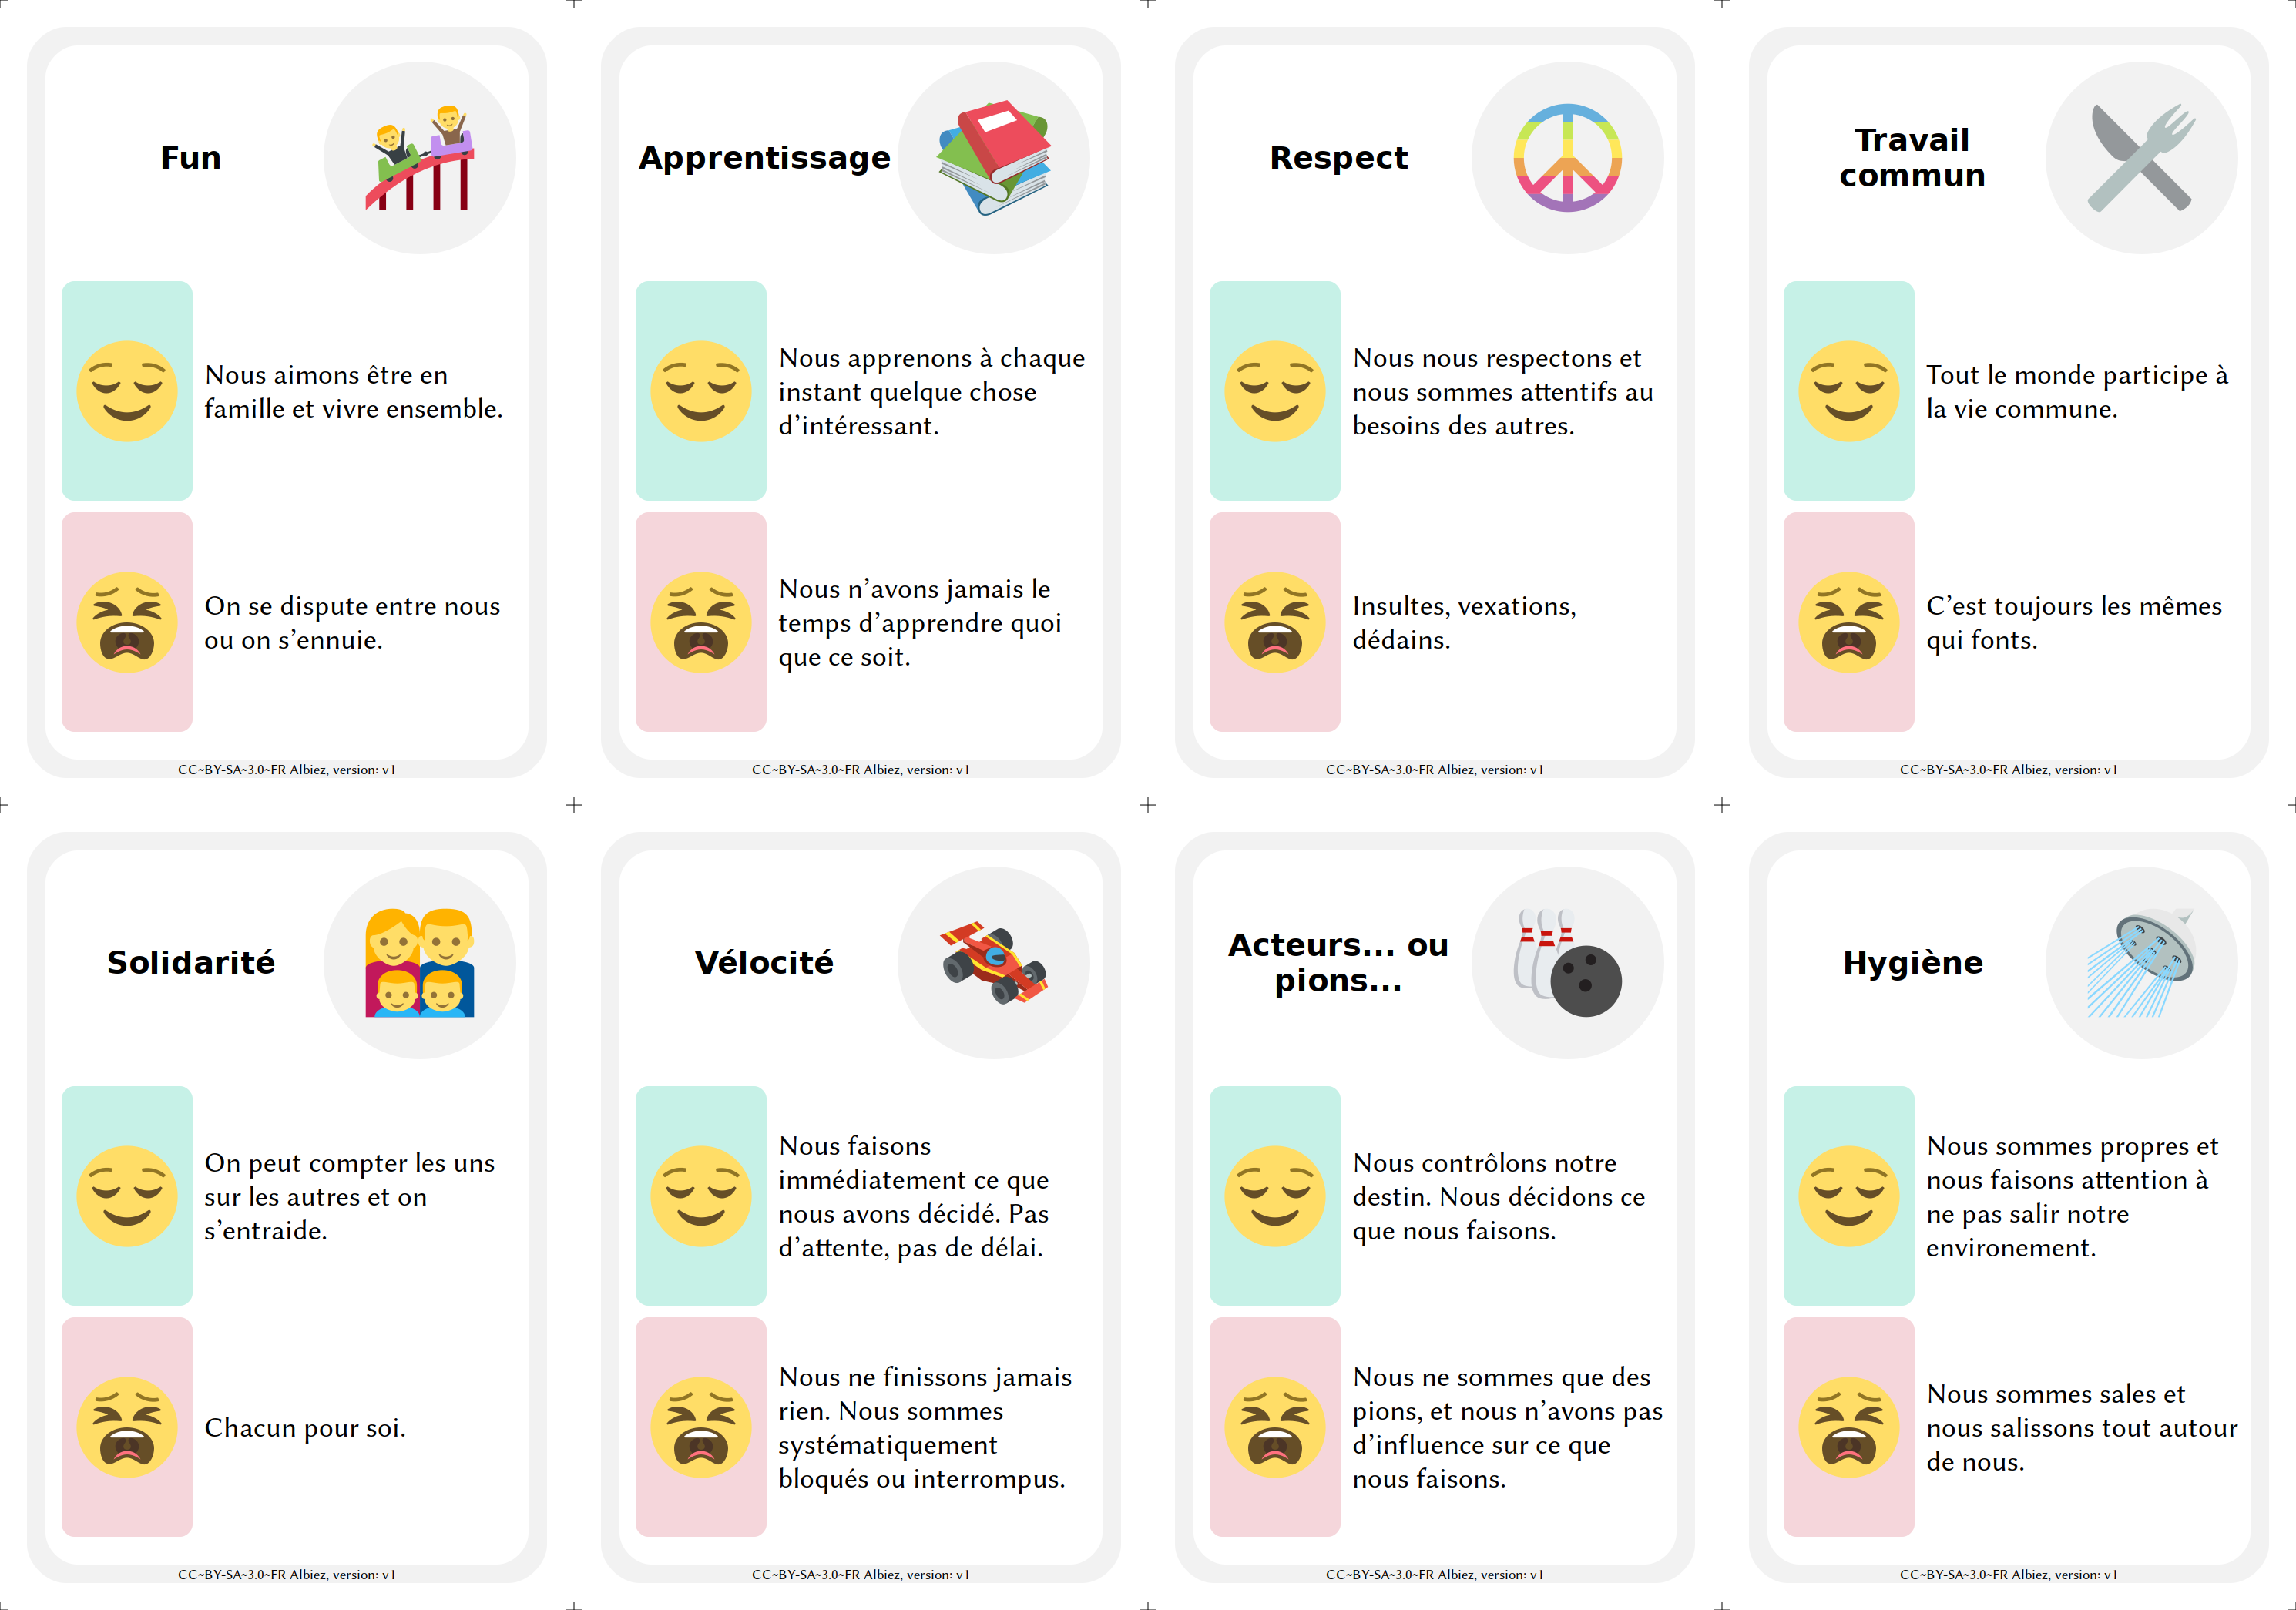 Fun
Nous aimons être en
famille et vivre ensemble.
On se dispute entre nous
ou on s’ennuie.
CC~BY-SA~3.0~FR Albiez, version: v1
Apprentissage
Nous apprenons à chaque
instant quelque chose
d’intéressant.
Nous n’avons jamais le
temps d’apprendre quoi
que ce soit.
CC~BY-SA~3.0~FR Albiez, version: v1
Respect
Nous nous respectons et
nous sommes attentifs au
besoins des autres.
Insultes, vexations,
dédains.
CC~BY-SA~3.0~FR Albiez, version: v1
Travail
commun
Tout le monde participe à
la vie commune.
C’est toujours les mêmes
qui fonts.
CC~BY-SA~3.0~FR Albiez, version: v1
Solidarité
On peut compter les uns
sur les autres et on
s’entraide.
Chacun pour soi.
CC~BY-SA~3.0~FR Albiez, version: v1
Vélocité
Nous faisons
immédiatement ce que
nous avons décidé. Pas
d’attente, pas de délai.
Nous ne finissons jamais
rien. Nous sommes
systématiquement
bloqués ou interrompus.
CC~BY-SA~3.0~FR Albiez, version: v1
Acteurs... ou
pions...
Nous contrôlons notre
destin. Nous décidons ce
que nous faisons.
Nous ne sommes que des
pions, et nous n’avons pas
d’influence sur ce que
nous faisons.
CC~BY-SA~3.0~FR Albiez, version: v1
Hygiène
Nous sommes propres et
nous faisons attention à
ne pas salir notre
environement.
Nous sommes sales et
nous salissons tout autour
de nous.
CC~BY-SA~3.0~FR Albiez, version: v1